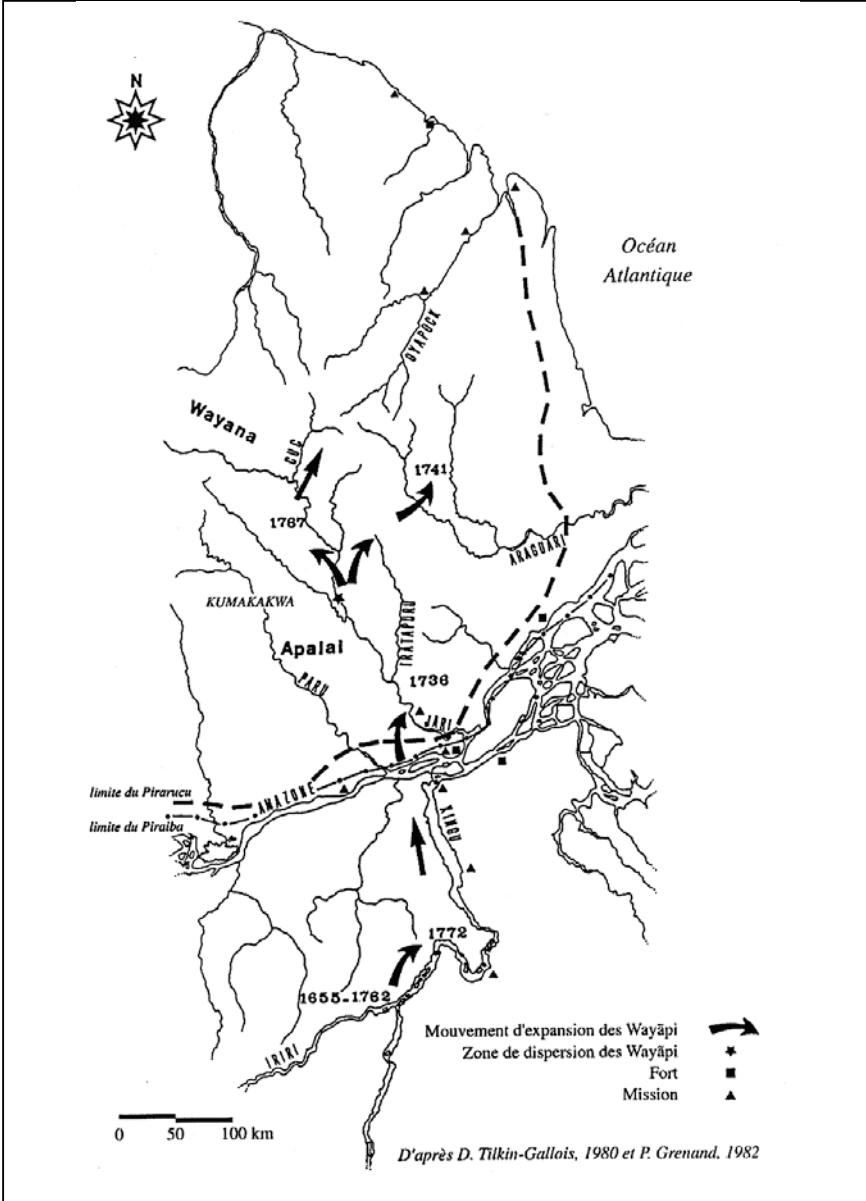 N
Océan
Atlantique
OYAPOCK
Wayana
CUC
1741
1767
ARAGUARI
KUMAKAKWA
IRATAPURU
Apalai
PARU
1736
JARI
limite du Pirarucu
AMAZONE
limite du Piraiba
XINGU
1772
1655-1762
IRIRI
Mouvement d'expansion des Wayãpi
Zone de dispersion des Wayãpi
Fort
Mission
0 50 100 km
D'après D. Tilkin-Gallois, 1980 et P. Grenand, 1982